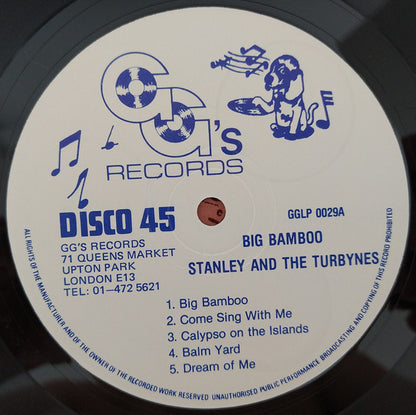 GG's
RECORDS
DISCO 45
GG'S RECORDS
71 QUEENS MARKET
UPTON PARK
LONDON E13
TEL: 01-472 5621
GGLP 0029A
BIG BAMBOO
STANLEY AND THE TURBYNES
1. Big Bamboo
2. Come Sing With Me
3. Calypso on the Islands
4. Balm Yard
5. Dream of Me
ALL RIGHTS OF THE MANUFACTURER AND OF THE OWNER OF THE RECORDED WORK RESERVED UNAUTHORISED PUBLIC PERFORMANCE BROADCASTING AND COPYING OF THIS RECORD PROHIBITED